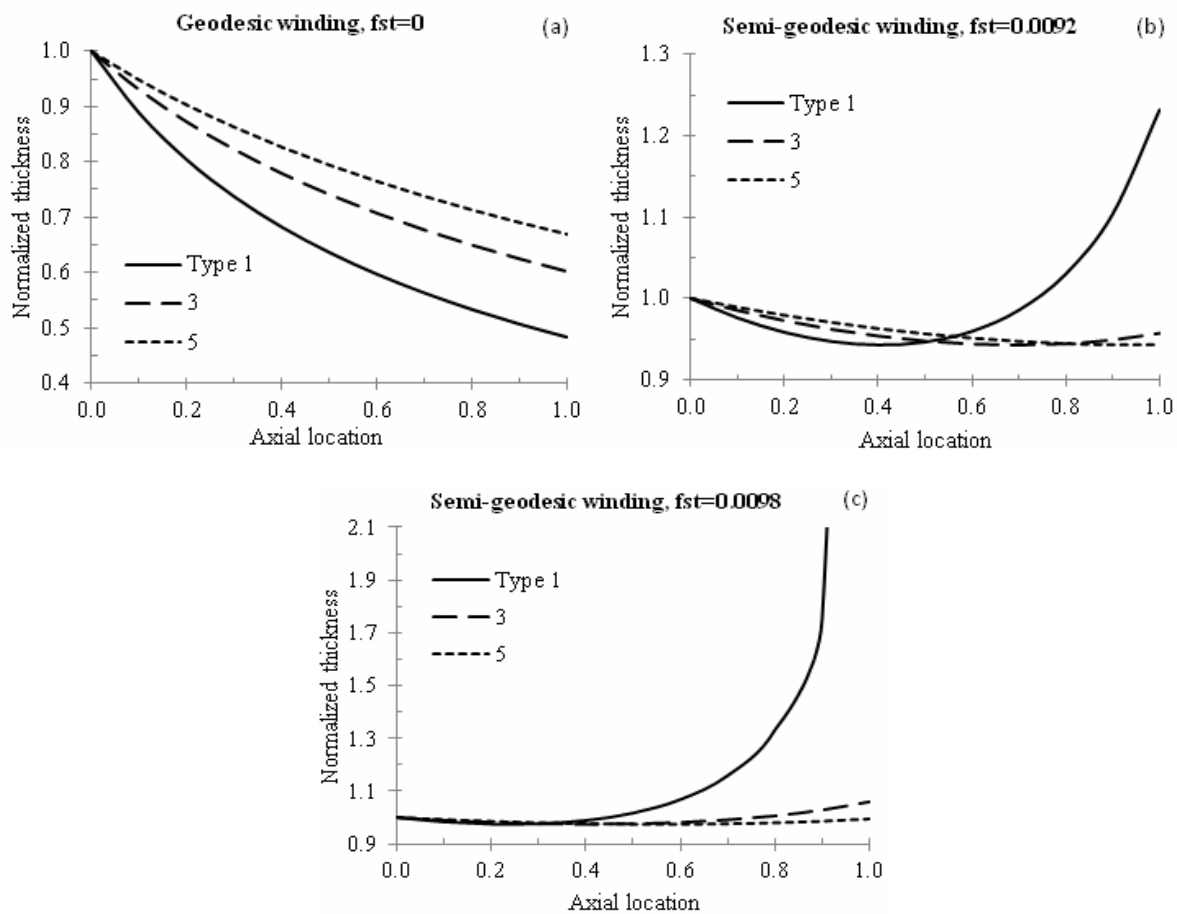 Geodesic winding, fst=0
(a)
Normalized thickness
1.0
0.9
0.8
0.7
0.6
0.5
0.4
Type 1
3
5
0.0 0.2 0.4 0.6 0.8 1.0
Axial location
Semi-geodesic winding, fst=0.0092
(b)
Normalized thickness
1.3
1.2
1.1
1.0
0.9
Type 1
3
5
0.0 0.2 0.4 0.6 0.8 1.0
Axial location
Semi-geodesic winding, fst=0.0098
(c)
Normalized thickness
2.1
1.9
1.7
1.5
1.3
1.1
0.9
Type 1
3
5
0.0 0.2 0.4 0.6 0.8 1.0
Axial location